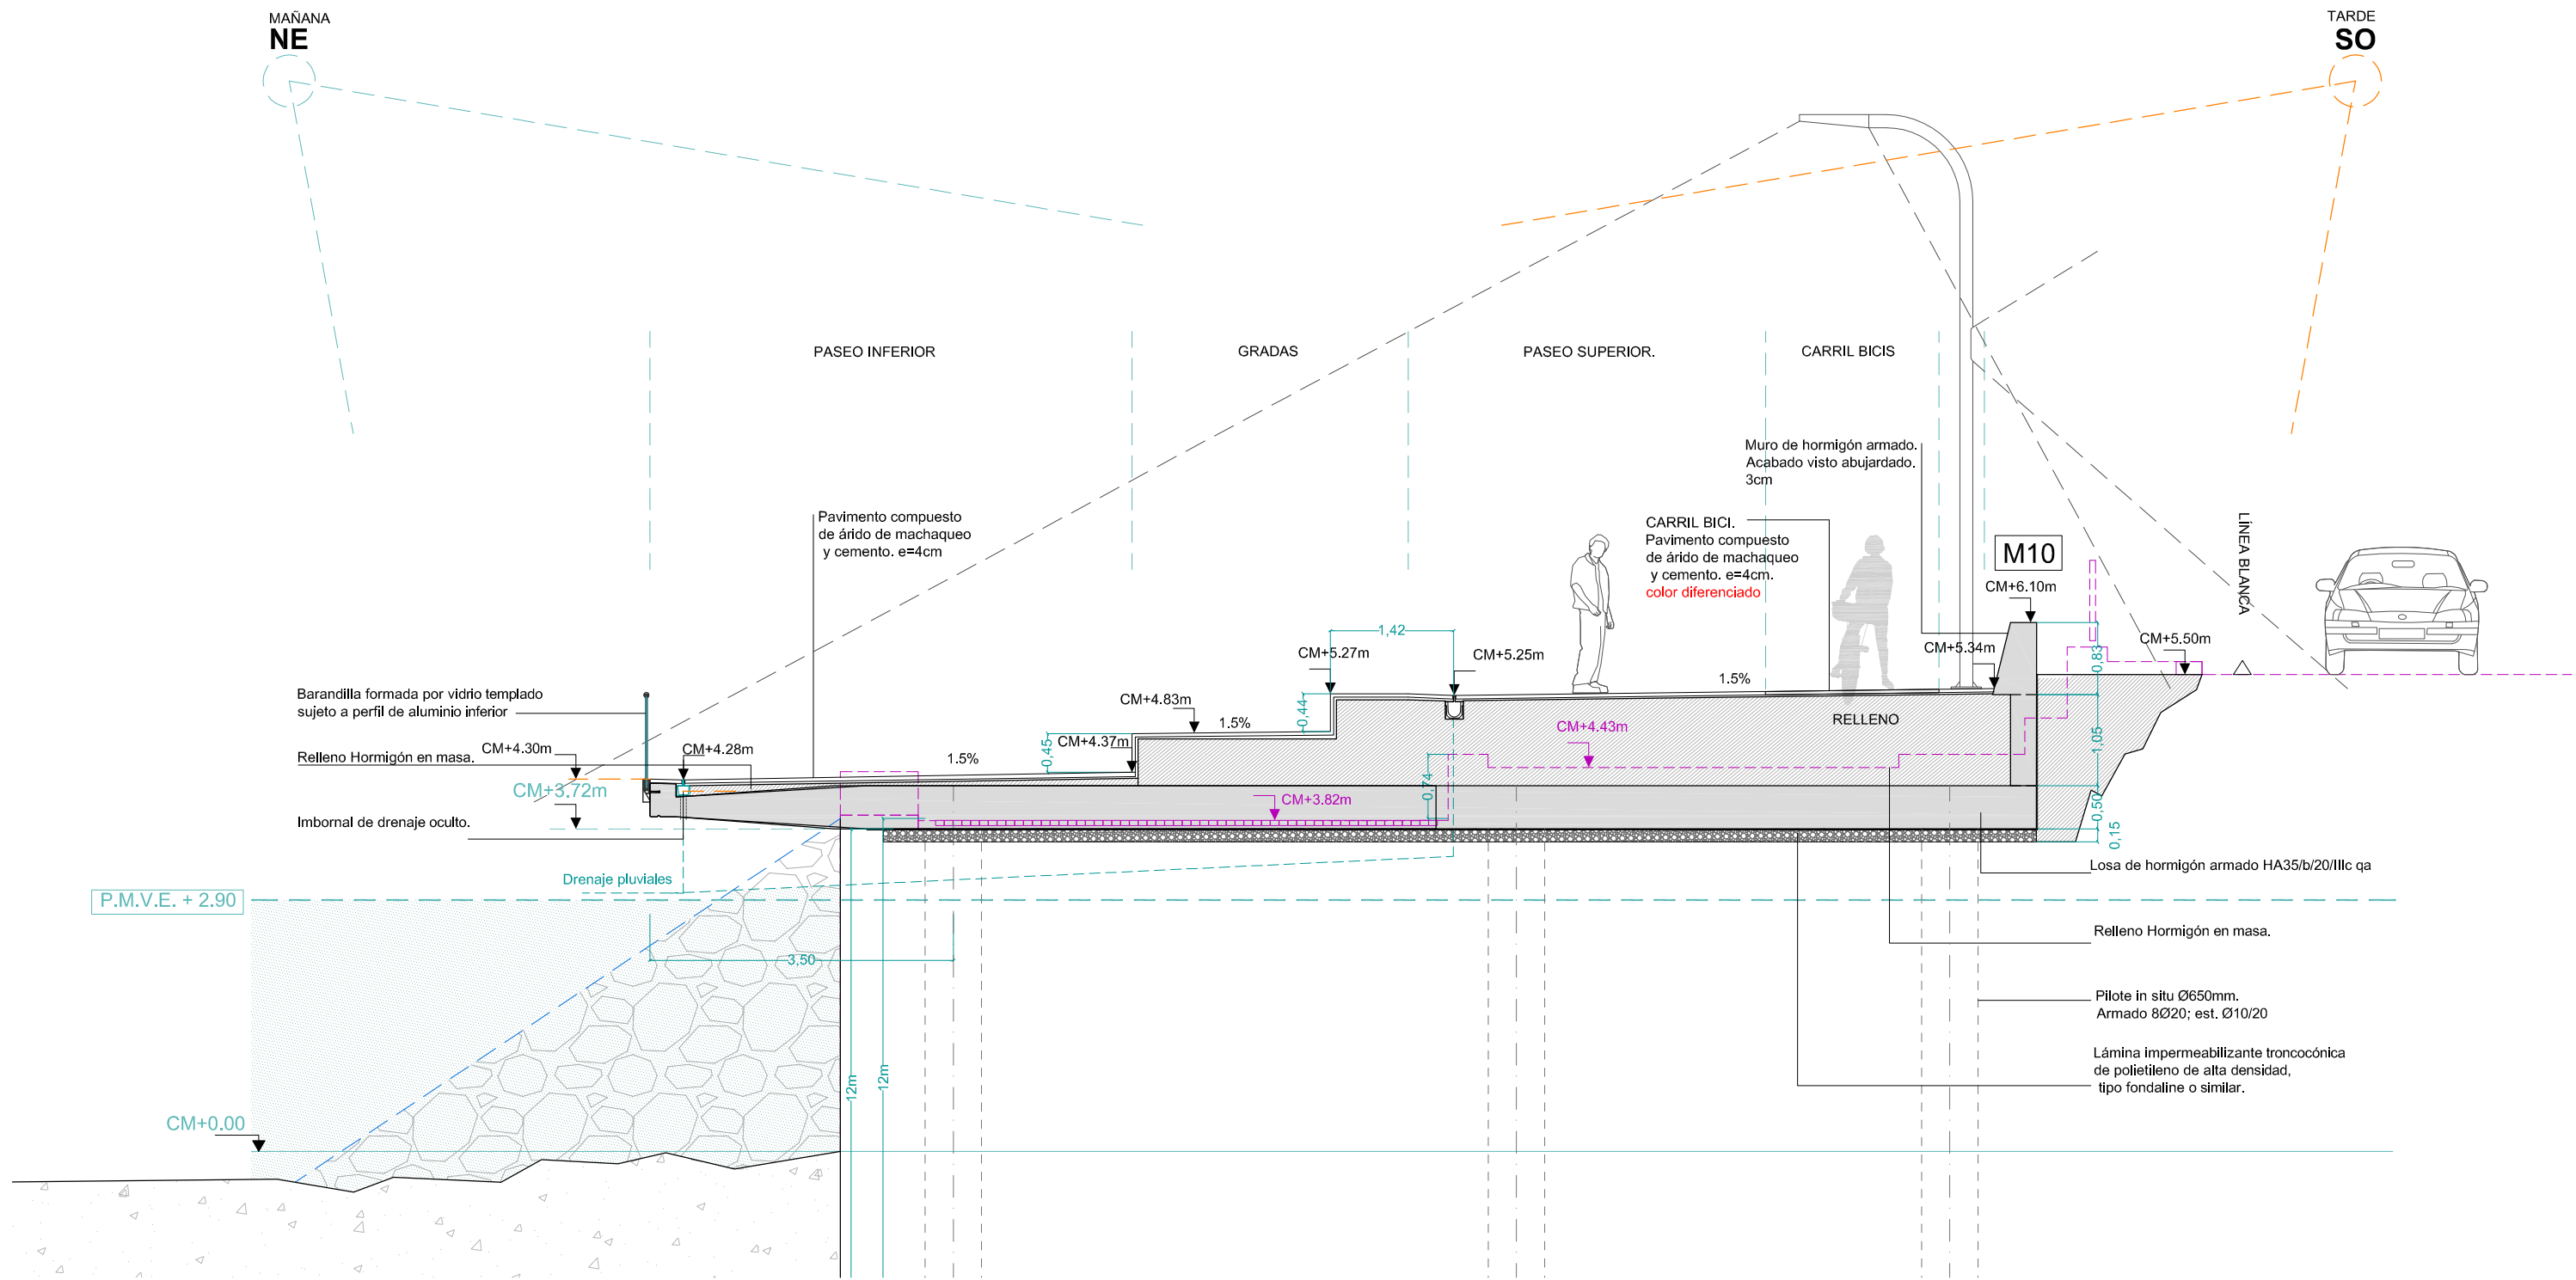 MAÑANA
NE
TARDE
SO
PASEO INFERIOR
GRADAS
PASEO SUPERIOR.
CARRIL BICIS
Muro de hormigón armado.
Acabado visto abujardado.
3cm
Pavimento compuesto
de árido de machaqueo
y cemento. e=4cm
CARRIL BICI.
Pavimento compuesto
de árido de machaqueo
y cemento. e=4cm.
color diferenciado
M10
LÍNEA BLANCA
CM+6.10m
1,42
CM+5.27m
CM+5.25m
CM+5.34m
CM+5.50m
0,83
1.5%
Barandilla formada por vidrio templado
sujeto a perfil de aluminio inferior
CM+4.83m
1.5%
0,44
RELLENO
CM+4.43m
Relleno Hormigón en masa.
CM+4.30m
CM+4.28m
1.5%
0,45
CM+4.37m
1,05
0,74
CM+3.72m
CM+3.82m
0,50
0,15
Imbornal de drenaje oculto.
Losa de hormigón armado HA35/b/20/IIIc qa
Drenaje pluviales
P.M.V.E. + 2.90
Relleno Hormigón en masa.
3,50
Pilote in situ Ø650mm.
Armado 8Ø20; est. Ø10/20
Lámina impermeabilizante troncocónica
de polietileno de alta densidad,
tipo fondaline o similar.
12m
12m
CM+0.00